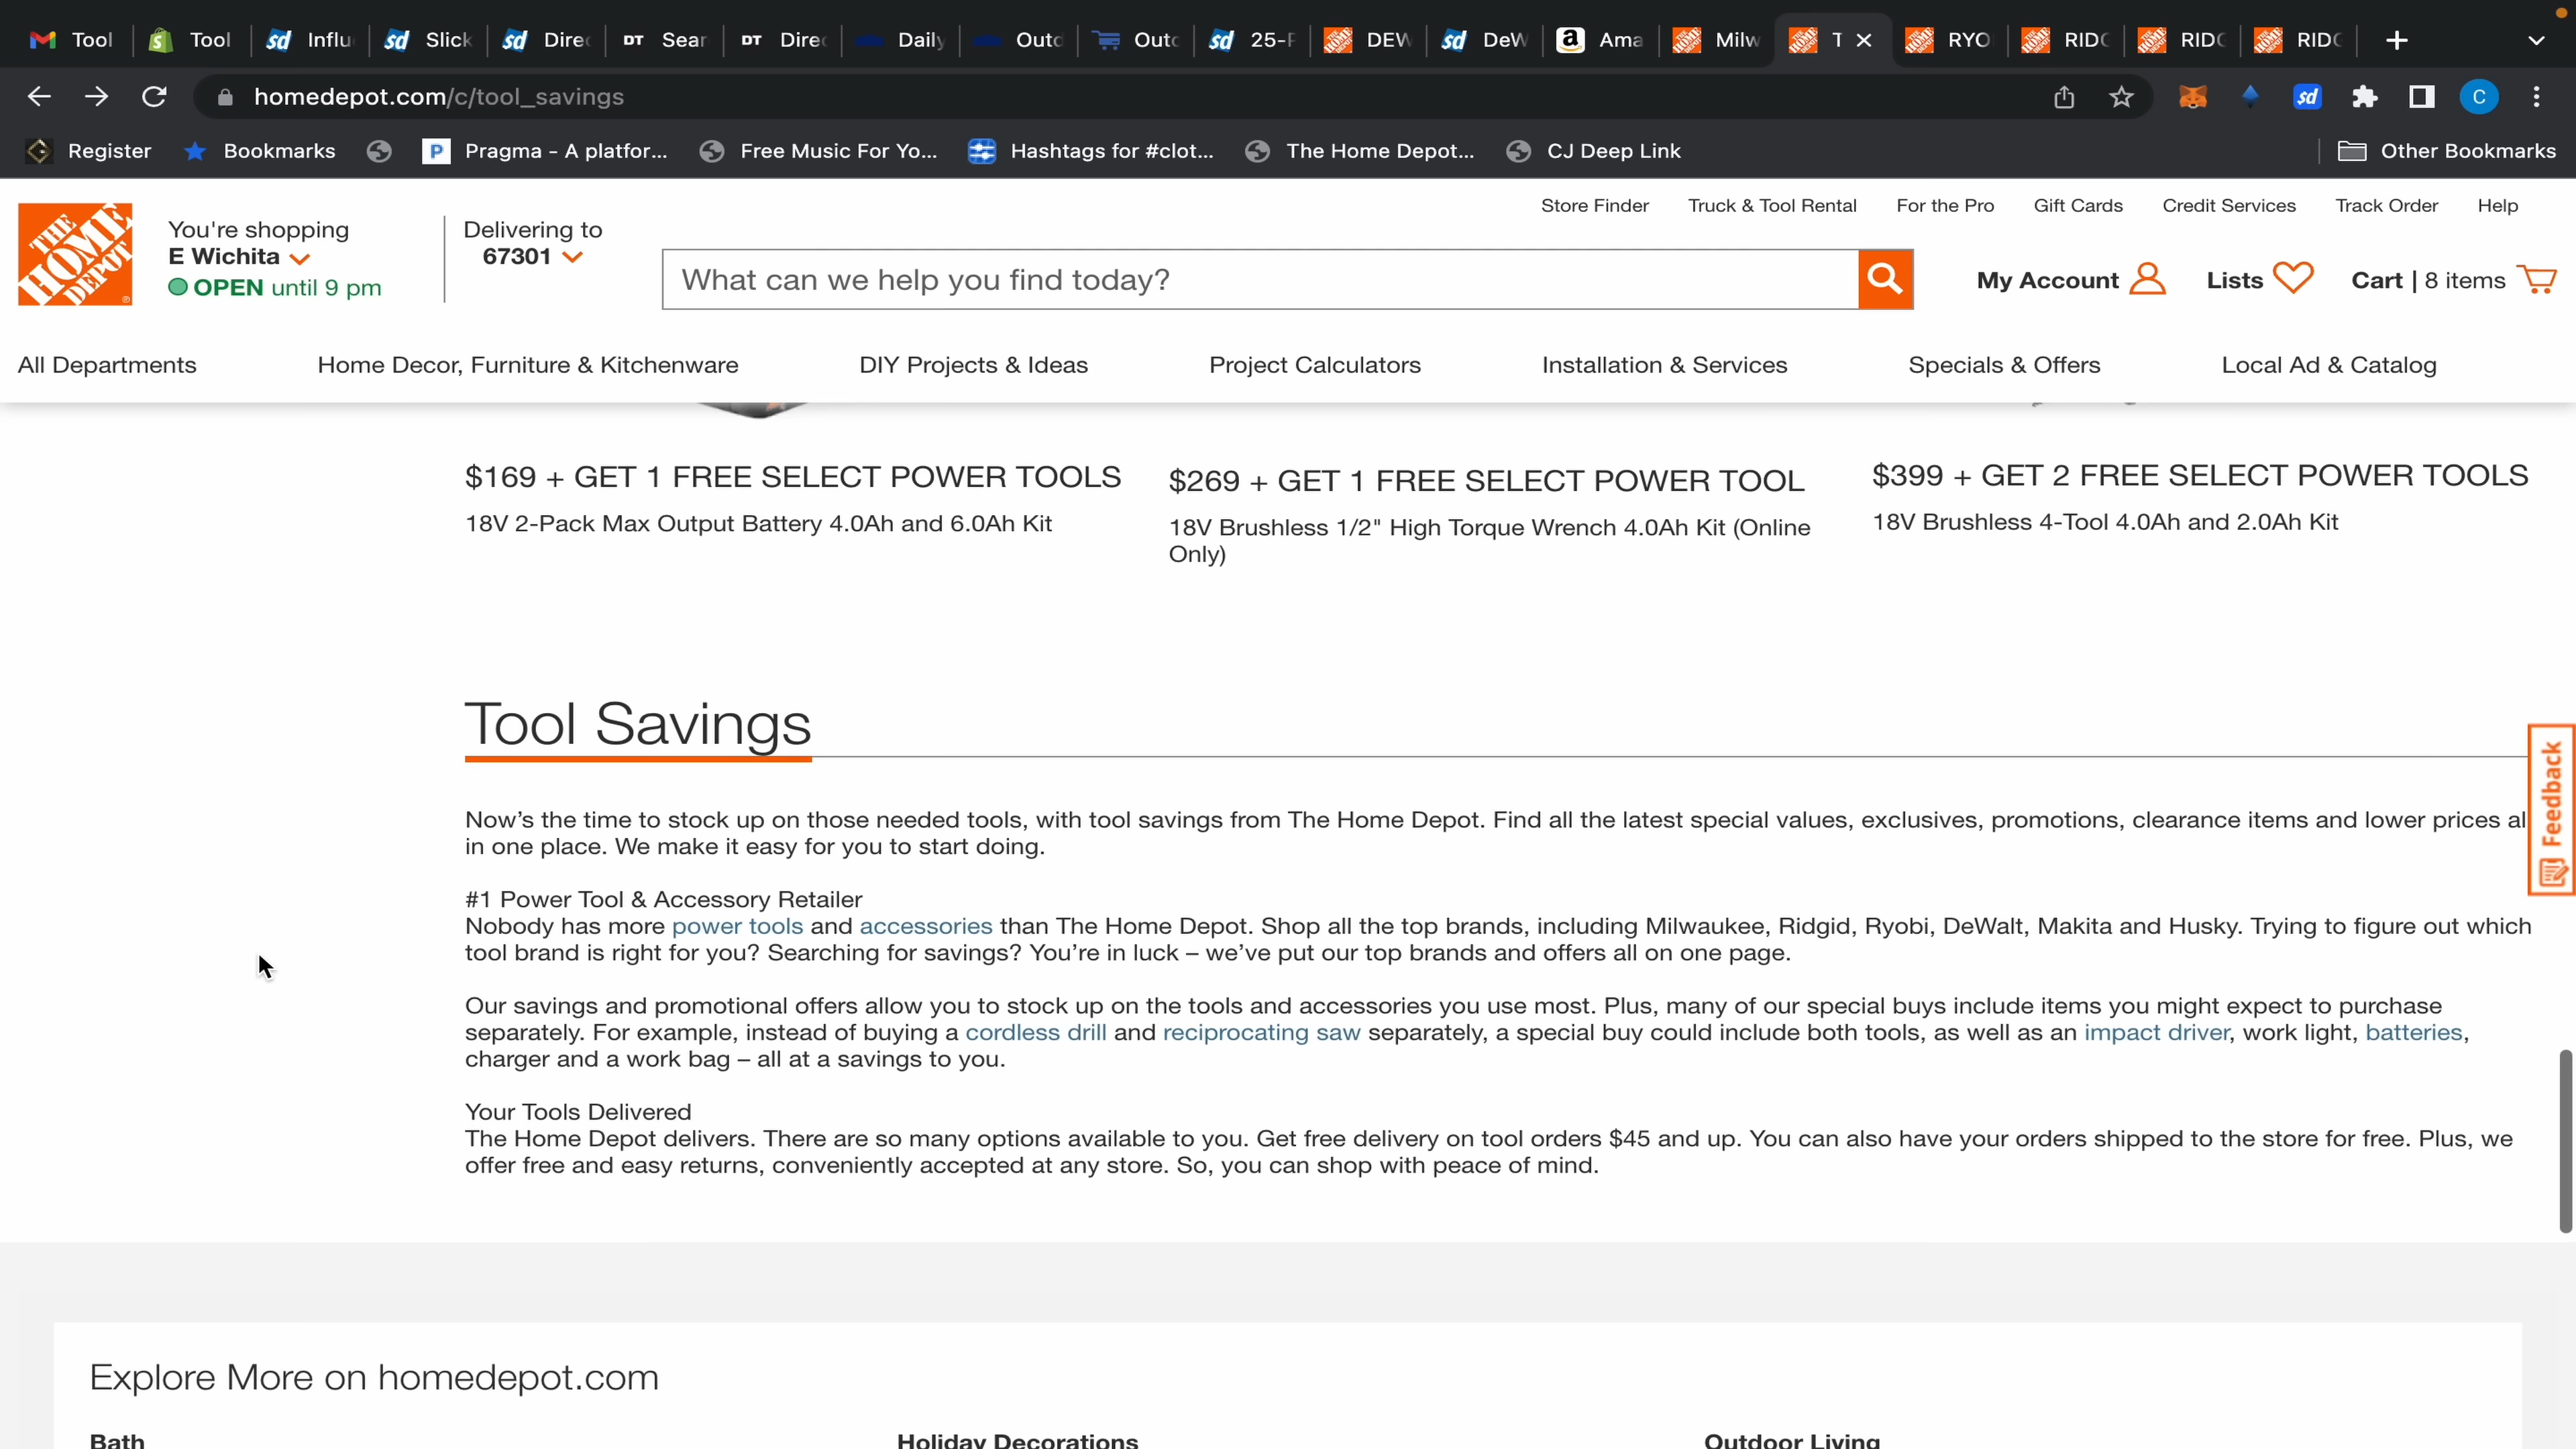 Tool Tool Influ Slick Direc DT Sear DT Direc Daily Outd Outc 25-P DEW DeW Ama Milw T RYO RIDG RIDG RIDG
homedepot.com/c/tool_savings
Register Bookmarks Pragma - A platfor... Free Music For Yo... Hashtags for #clot... The Home Depot... CJ Deep Link Other Bookmarks
Store Finder Truck & Tool Rental For the Pro Gift Cards Credit Services Track Order Help
THE HOME DEPOT
You're shopping
E Wichita
OPEN until 9 pm
Delivering to
67301
What can we help you find today?
My Account Lists Cart | 8 items
All Departments Home Decor, Furniture & Kitchenware DIY Projects & Ideas Project Calculators Installation & Services Specials & Offers Local Ad & Catalog
$169 + GET 1 FREE SELECT POWER TOOLS
18V 2-Pack Max Output Battery 4.0Ah and 6.0Ah Kit
$269 + GET 1 FREE SELECT POWER TOOL
18V Brushless 1/2" High Torque Wrench 4.0Ah Kit (Online
Only)
$399 + GET 2 FREE SELECT POWER TOOLS
18V Brushless 4-Tool 4.0Ah and 2.0Ah Kit
Tool Savings
Now’s the time to stock up on those needed tools, with tool savings from The Home Depot. Find all the latest special values, exclusives, promotions, clearance items and lower prices al
in one place. We make it easy for you to start doing.
#1 Power Tool & Accessory Retailer
Nobody has more power tools and accessories than The Home Depot. Shop all the top brands, including Milwaukee, Ridgid, Ryobi, DeWalt, Makita and Husky. Trying to figure out which
tool brand is right for you? Searching for savings? You’re in luck – we’ve put our top brands and offers all on one page.
Our savings and promotional offers allow you to stock up on the tools and accessories you use most. Plus, many of our special buys include items you might expect to purchase
separately. For example, instead of buying a cordless drill and reciprocating saw separately, a special buy could include both tools, as well as an impact driver, work light, batteries,
charger and a work bag – all at a savings to you.
Your Tools Delivered
The Home Depot delivers. There are so many options available to you. Get free delivery on tool orders $45 and up. You can also have your orders shipped to the store for free. Plus, we
offer free and easy returns, conveniently accepted at any store. So, you can shop with peace of mind.
Feedback
Explore More on homedepot.com
Bath Holiday Decorations Outdoor Living